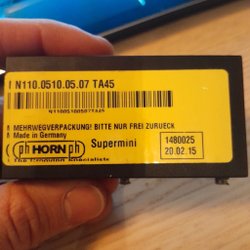 N110.0510.05.07 TA45
N11005100507TA45
MEHRWEGVERPACKUNG! BITTE NUR FREI ZURUECK
Made in Germany
ph HORN ph Supermini 1480025
20.02.15